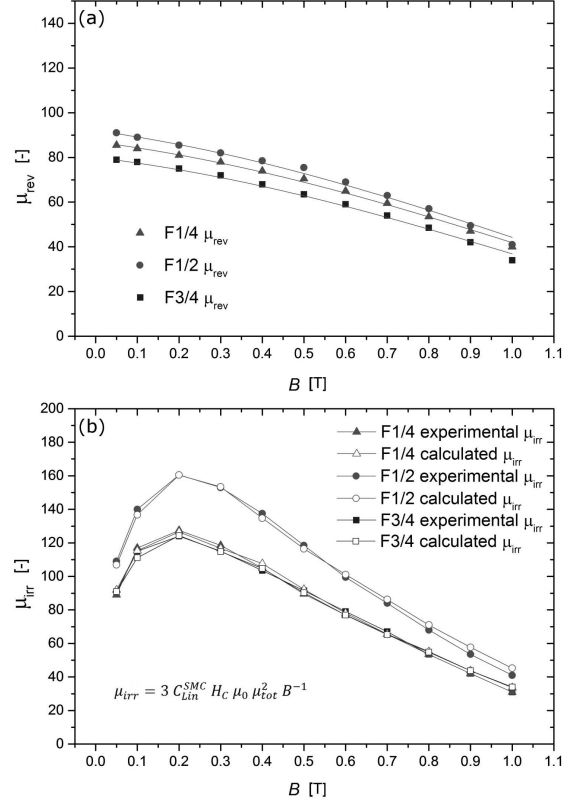 (a)
140
120
100
80
60
40
20
0
μrev [-]
F1/4 μrev
F1/2 μrev
F3/4 μrev
0.0 0.1 0.2 0.3 0.4 0.5 0.6 0.7 0.8 0.9 1.0 1.1
B [T]
(b)
200
180
160
140
120
100
80
60
40
20
0
μirr [-]
F1/4 experimental μirr
F1/4 calculated μirr
F1/2 experimental μirr
F1/2 calculated μirr
F3/4 experimental μirr
F3/4 calculated μirr
μ_irr = 3 C_Lin^SMC H_C μ_0 μ_tot^2 B^-1
0.0 0.1 0.2 0.3 0.4 0.5 0.6 0.7 0.8 0.9 1.0 1.1
B [T]